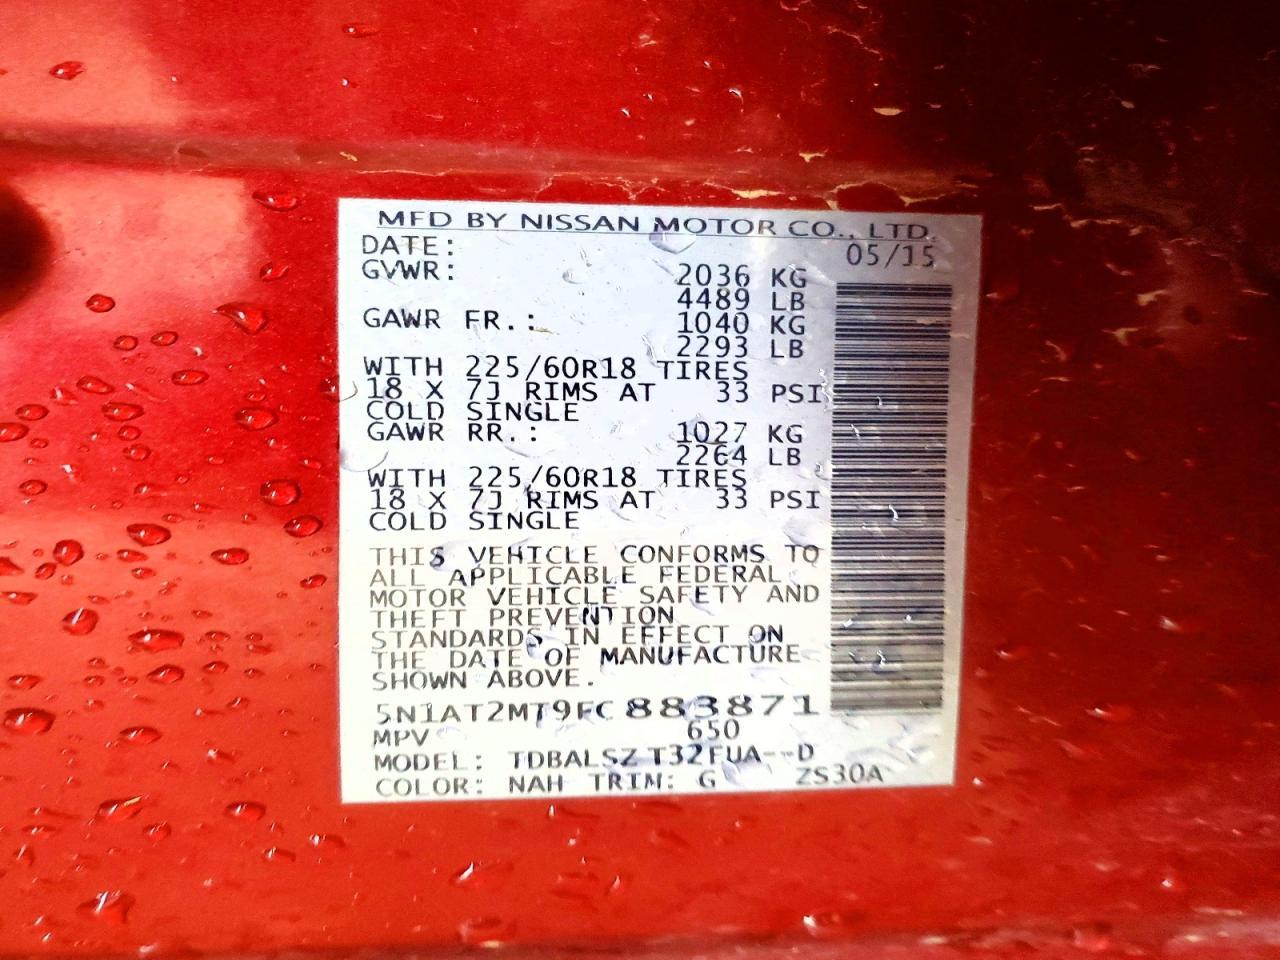 MFD BY NISSAN MOTOR CO., LTD.
DATE: 05/15
GVWR: 2036 KG
4489 LB
GAWR FR.: 1040 KG
2293 LB
WITH 225/60R18 TIRES
18 X 7J RIMS AT 33 PSI
COLD SINGLE
GAWR RR.: 1027 KG
2264 LB
WITH 225/60R18 TIRES
18 X 7J RIMS AT 33 PSI
COLD SINGLE
THIS VEHICLE CONFORMS TO
ALL APPLICABLE FEDERAL
MOTOR VEHICLE SAFETY AND
THEFT PREVENTION
STANDARDS IN EFFECT ON
THE DATE OF MANUFACTURE
SHOWN ABOVE.
5N1AT2MT9FC883871
MPV 650
MODEL: TDBALSZ T32FUA--D
COLOR: NAH TRIM: G ZS30A